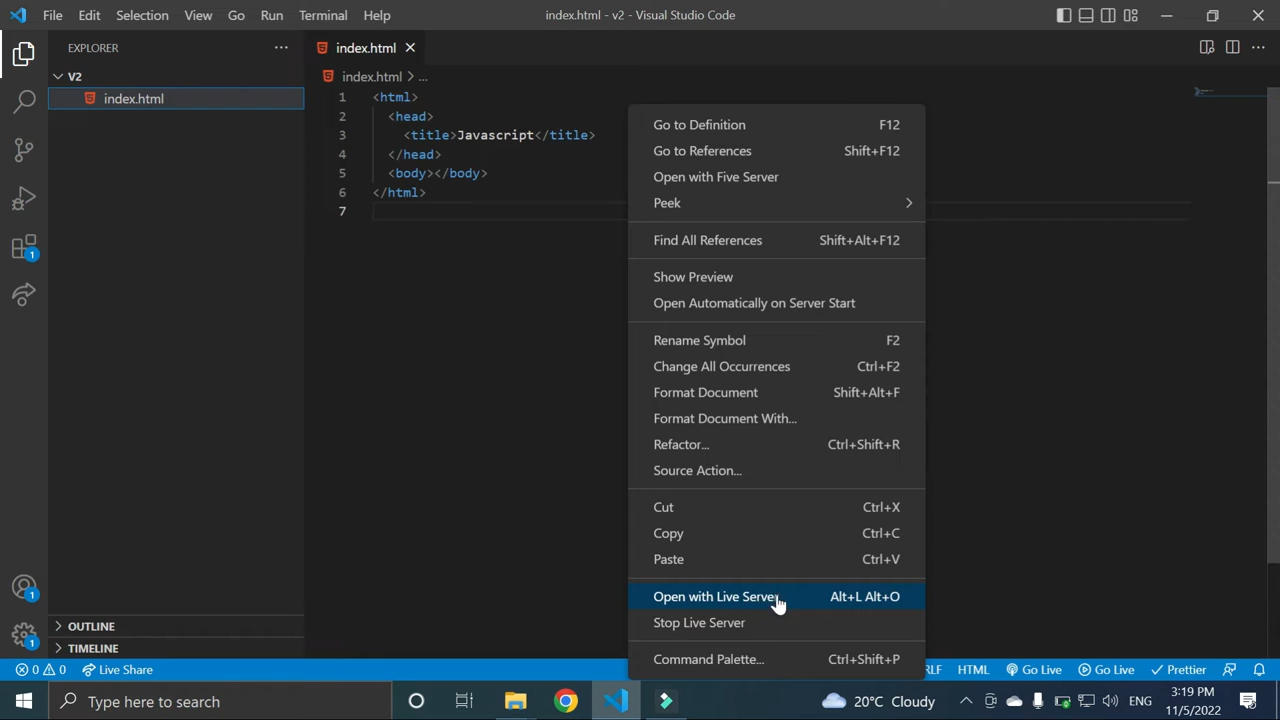 File Edit Selection View Go Run Terminal Help index.html - v2 - Visual Studio Code
EXPLORER
index.html
V2
index.html
index.html > ...
1 <html>
2 <head>
3 <title>Javascript</title>
4 </head>
5 <body></body>
6 </html>
7
Go to Definition F12
Go to References Shift+F12
Open with Five Server
Peek
Find All References Shift+Alt+F12
Show Preview
Open Automatically on Server Start
Rename Symbol F2
Change All Occurrences Ctrl+F2
Format Document Shift+Alt+F
Format Document With...
Refactor... Ctrl+Shift+R
Source Action...
Cut Ctrl+X
Copy Ctrl+C
Paste Ctrl+V
Open with Live Server Alt+L Alt+O
Stop Live Server
Command Palette... Ctrl+Shift+P
1
1
1
OUTLINE
TIMELINE
0 0 Live Share RLF HTML Go Live Go Live Prettier
Type here to search 20°C Cloudy ENG 3:19 PM
11/5/2022